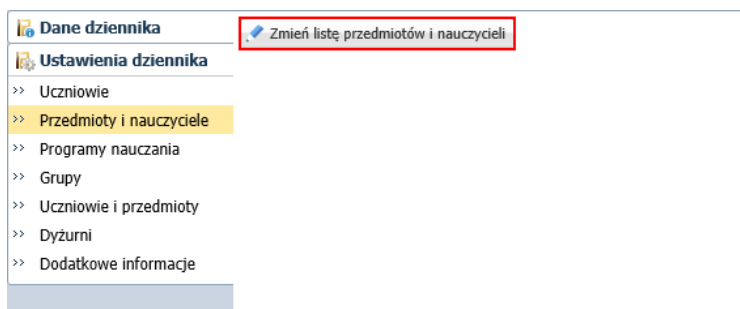 Dane dziennika
Zmień listę przedmiotów i nauczycieli
Ustawienia dziennika
>> Uczniowie
>> Przedmioty i nauczyciele
>> Programy nauczania
>> Grupy
>> Uczniowie i przedmioty
>> Dyżurni
>> Dodatkowe informacje